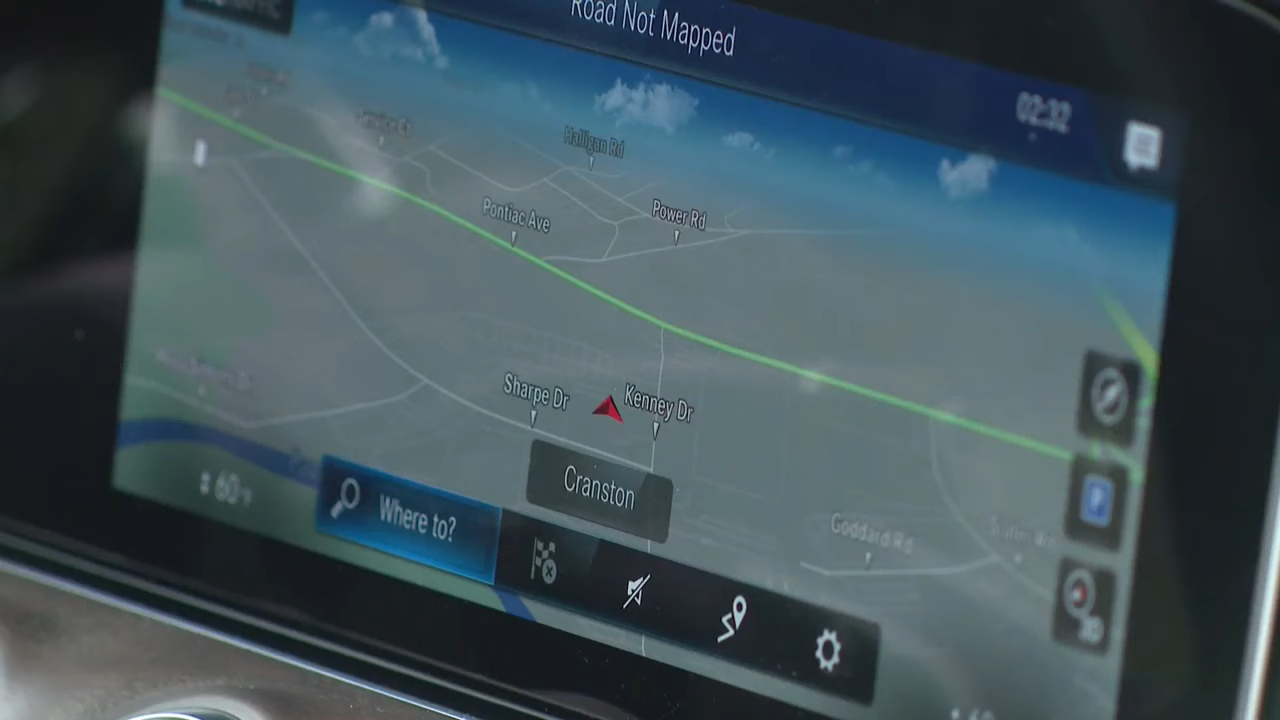 Road Not Mapped
02:32
Halligan Rd
Pontiac Ave
Power Rd
Sharpe Dr
Kenney Dr
Cranston
60
Where to?
Goddard Rd
P